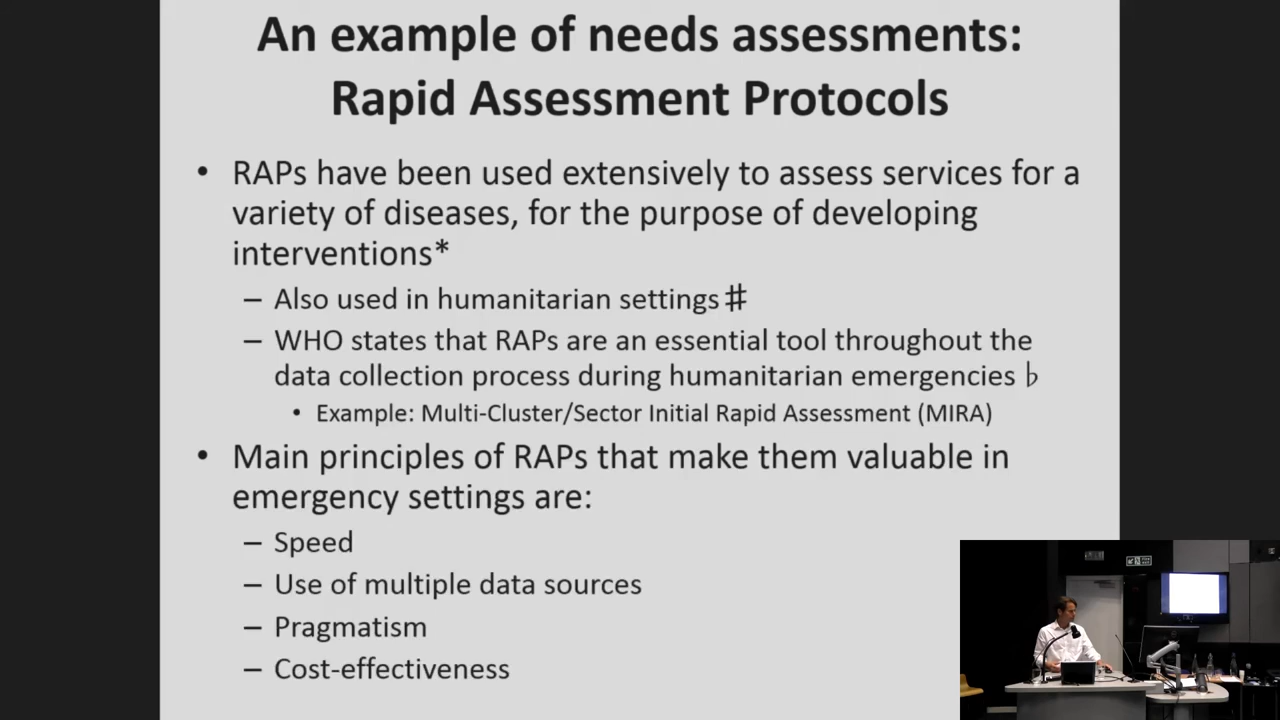 An example of needs assessments:
Rapid Assessment Protocols
• RAPs have been used extensively to assess services for a
variety of diseases, for the purpose of developing
interventions*
– Also used in humanitarian settings♯
– WHO states that RAPs are an essential tool throughout the
data collection process during humanitarian emergencies ♭
• Example: Multi-Cluster/Sector Initial Rapid Assessment (MIRA)
• Main principles of RAPs that make them valuable in
emergency settings are:
– Speed
– Use of multiple data sources
– Pragmatism
– Cost-effectiveness